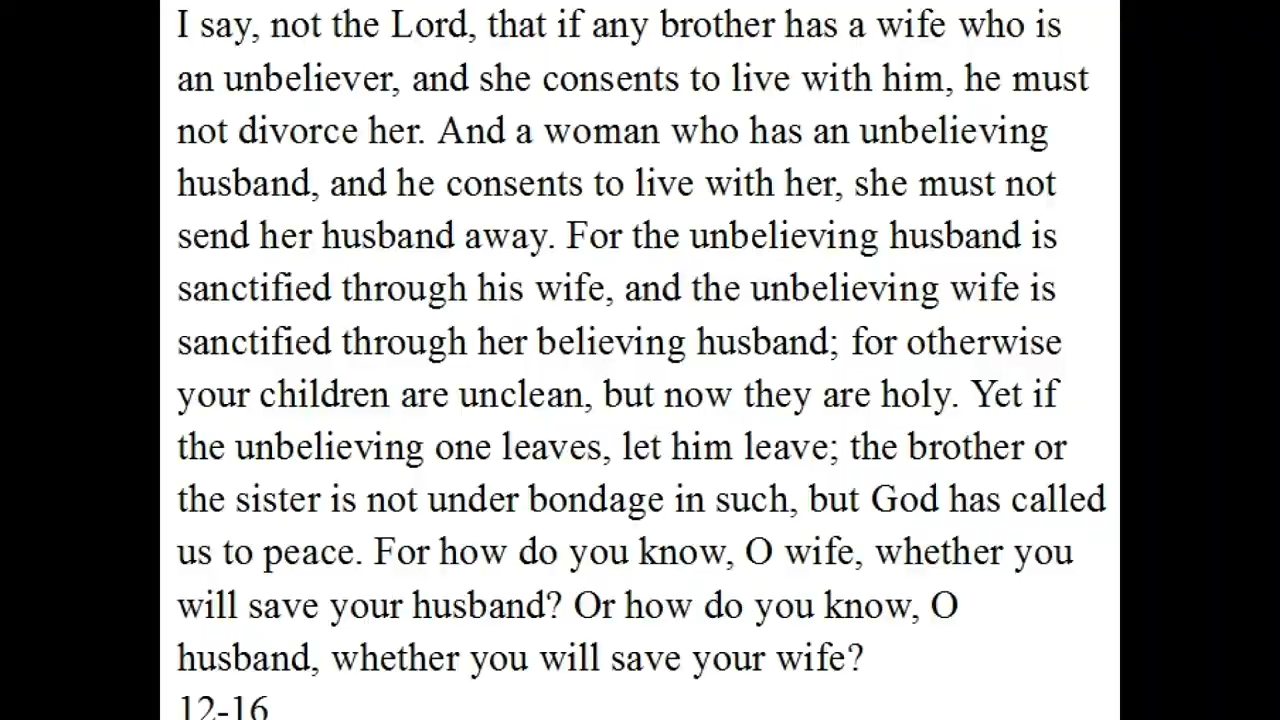 I say, not the Lord, that if any brother has a wife who is
an unbeliever, and she consents to live with him, he must
not divorce her. And a woman who has an unbelieving
husband, and he consents to live with her, she must not
send her husband away. For the unbelieving husband is
sanctified through his wife, and the unbelieving wife is
sanctified through her believing husband; for otherwise
your children are unclean, but now they are holy. Yet if
the unbelieving one leaves, let him leave; the brother or
the sister is not under bondage in such, but God has called
us to peace. For how do you know, O wife, whether you
will save your husband? Or how do you know, O
husband, whether you will save your wife?
12-16